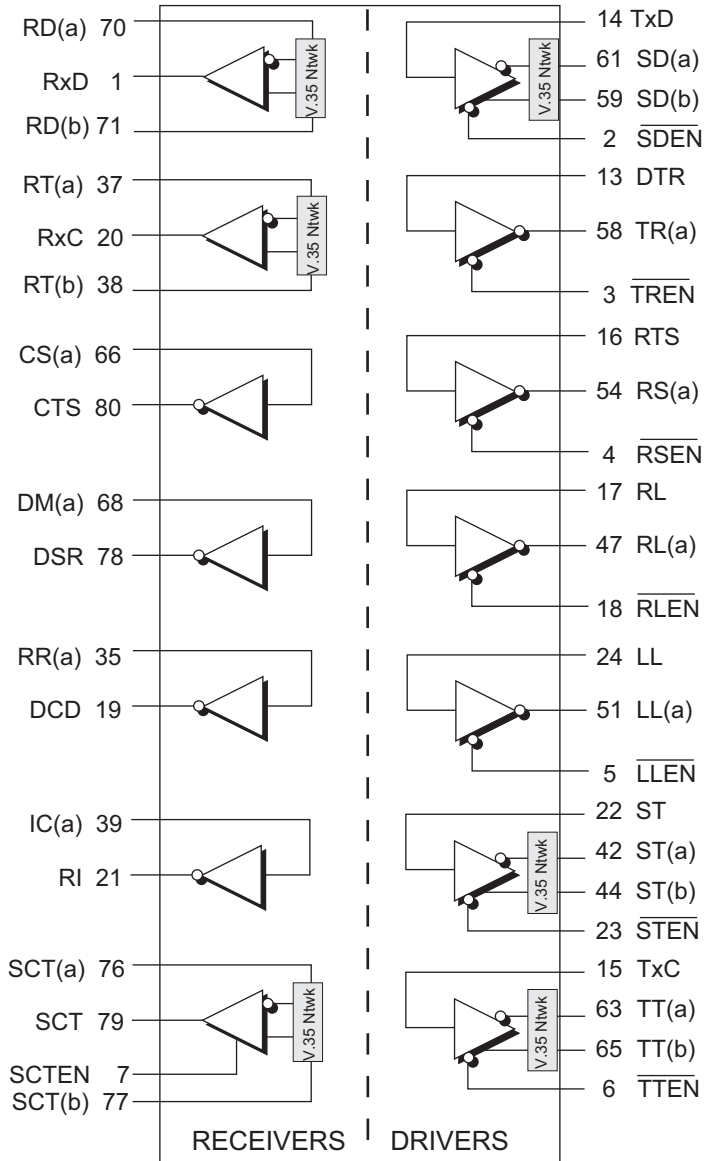 RD(a) 70
RxD 1
RD(b) 71
V.35 Ntwk
RT(a) 37
RxC 20
RT(b) 38
V.35 Ntwk
CS(a) 66
CTS 80
DM(a) 68
DSR 78
RR(a) 35
DCD 19
IC(a) 39
RI 21
SCT(a) 76
SCT 79
SCTEN 7
SCT(b) 77
V.35 Ntwk
RECEIVERS
14 TxD
61 SD(a)
59 SD(b)
2 SDEN
V.35 Ntwk
13 DTR
58 TR(a)
3 TREN
16 RTS
54 RS(a)
4 RSEN
17 RL
47 RL(a)
18 RLEN
24 LL
51 LL(a)
5 LLEN
22 ST
42 ST(a)
44 ST(b)
23 STEN
V.35 Ntwk
15 TxC
63 TT(a)
65 TT(b)
6 TTEN
V.35 Ntwk
DRIVERS